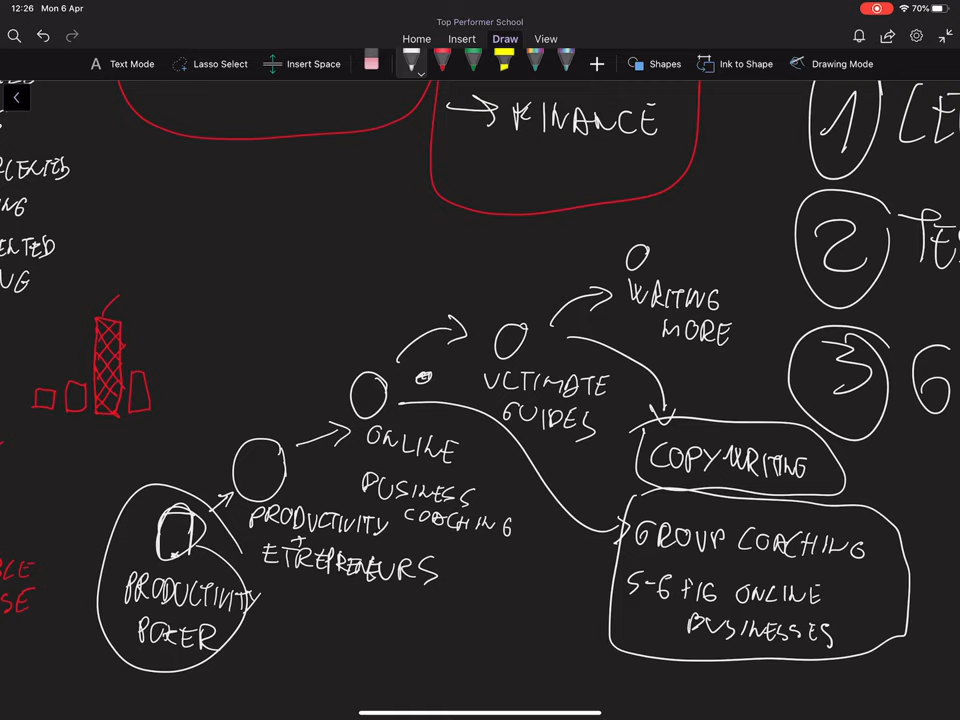 12:26 Mon 6 Apr
70%
Top Performer School
Home Insert Draw View
Text Mode Lasso Select Insert Space Shapes Ink to Shape Drawing Mode
FINANCE
1
2
3 6
WRITING
MORE
ULTIMATE
GUIDES
COPYWRITING
ONLINE
BUSINESS
COACHING
PRODUCTIVITY
+
ETREPRENEURS
PRODUCTIVITY
POKER
GROUP COACHING
5-6 FIG ONLINE
BUSINESSES